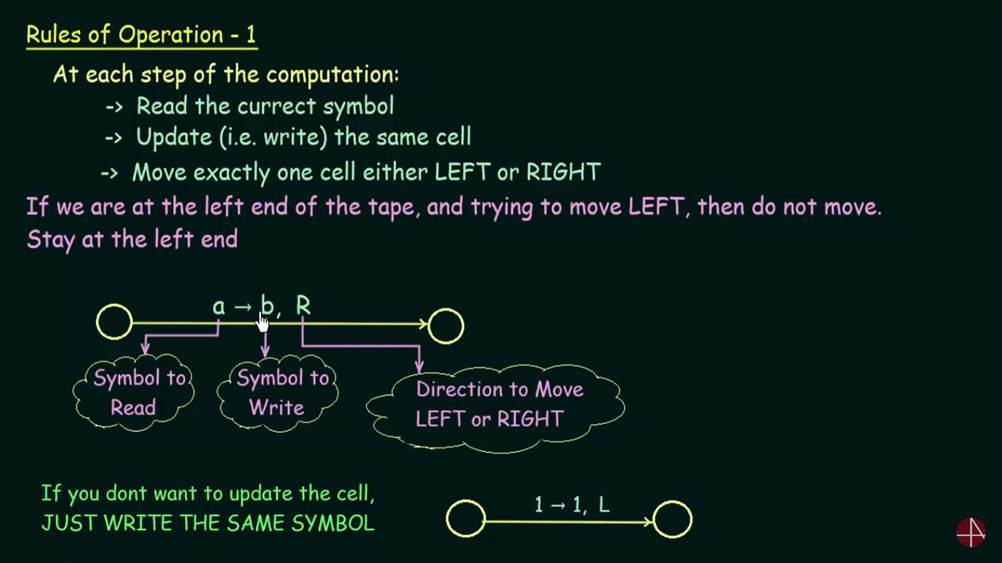 Rules of Operation - 1
At each step of the computation:
-> Read the currect symbol
-> Update (i.e. write) the same cell
-> Move exactly one cell either LEFT or RIGHT
If we are at the left end of the tape, and trying to move LEFT, then do not move.
Stay at the left end
a → b, R
Symbol to
Read
Symbol to
Write
Direction to Move
LEFT or RIGHT
If you dont want to update the cell,
JUST WRITE THE SAME SYMBOL
1 → 1, L